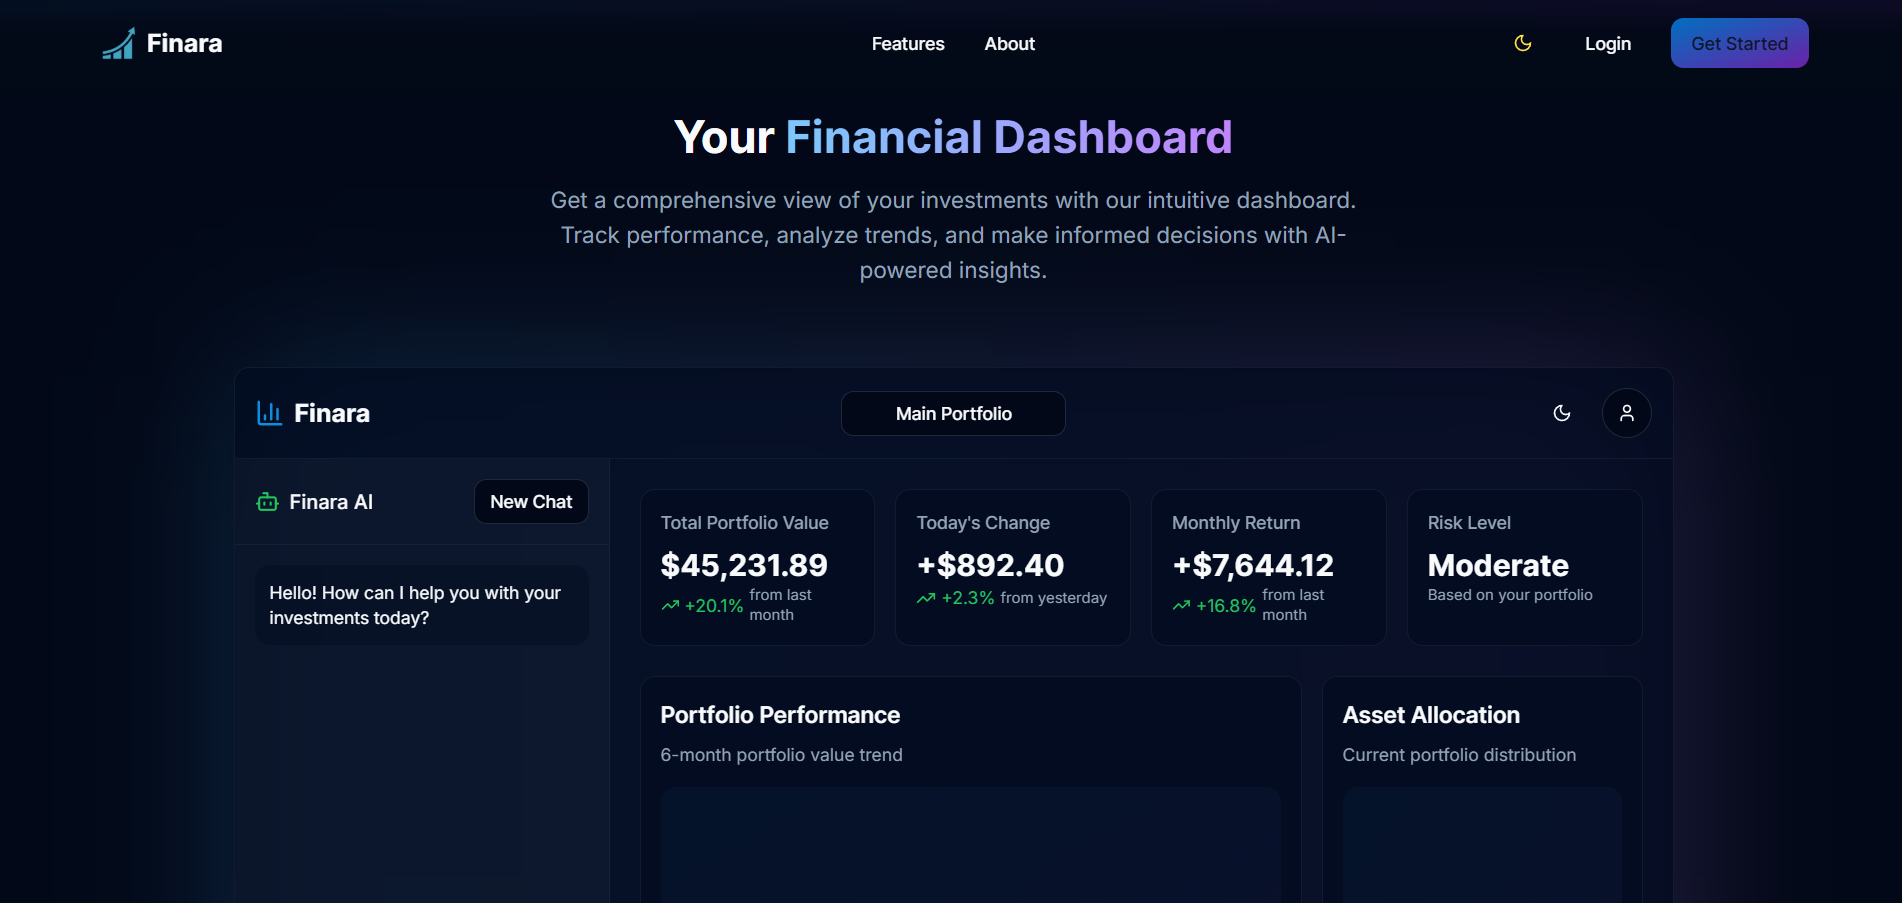 Finara
Features
About
Login
Get Started
Your Financial Dashboard
Get a comprehensive view of your investments with our intuitive dashboard.
Track performance, analyze trends, and make informed decisions with AI-
powered insights.
Finara
Main Portfolio
Finara AI
New Chat
Hello! How can I help you with your
investments today?
Total Portfolio Value
$45,231.89
+20.1% from last
month
Today's Change
+$892.40
+2.3% from yesterday
Monthly Return
+$7,644.12
+16.8% from last
month
Risk Level
Moderate
Based on your portfolio
Portfolio Performance
6-month portfolio value trend
Asset Allocation
Current portfolio distribution